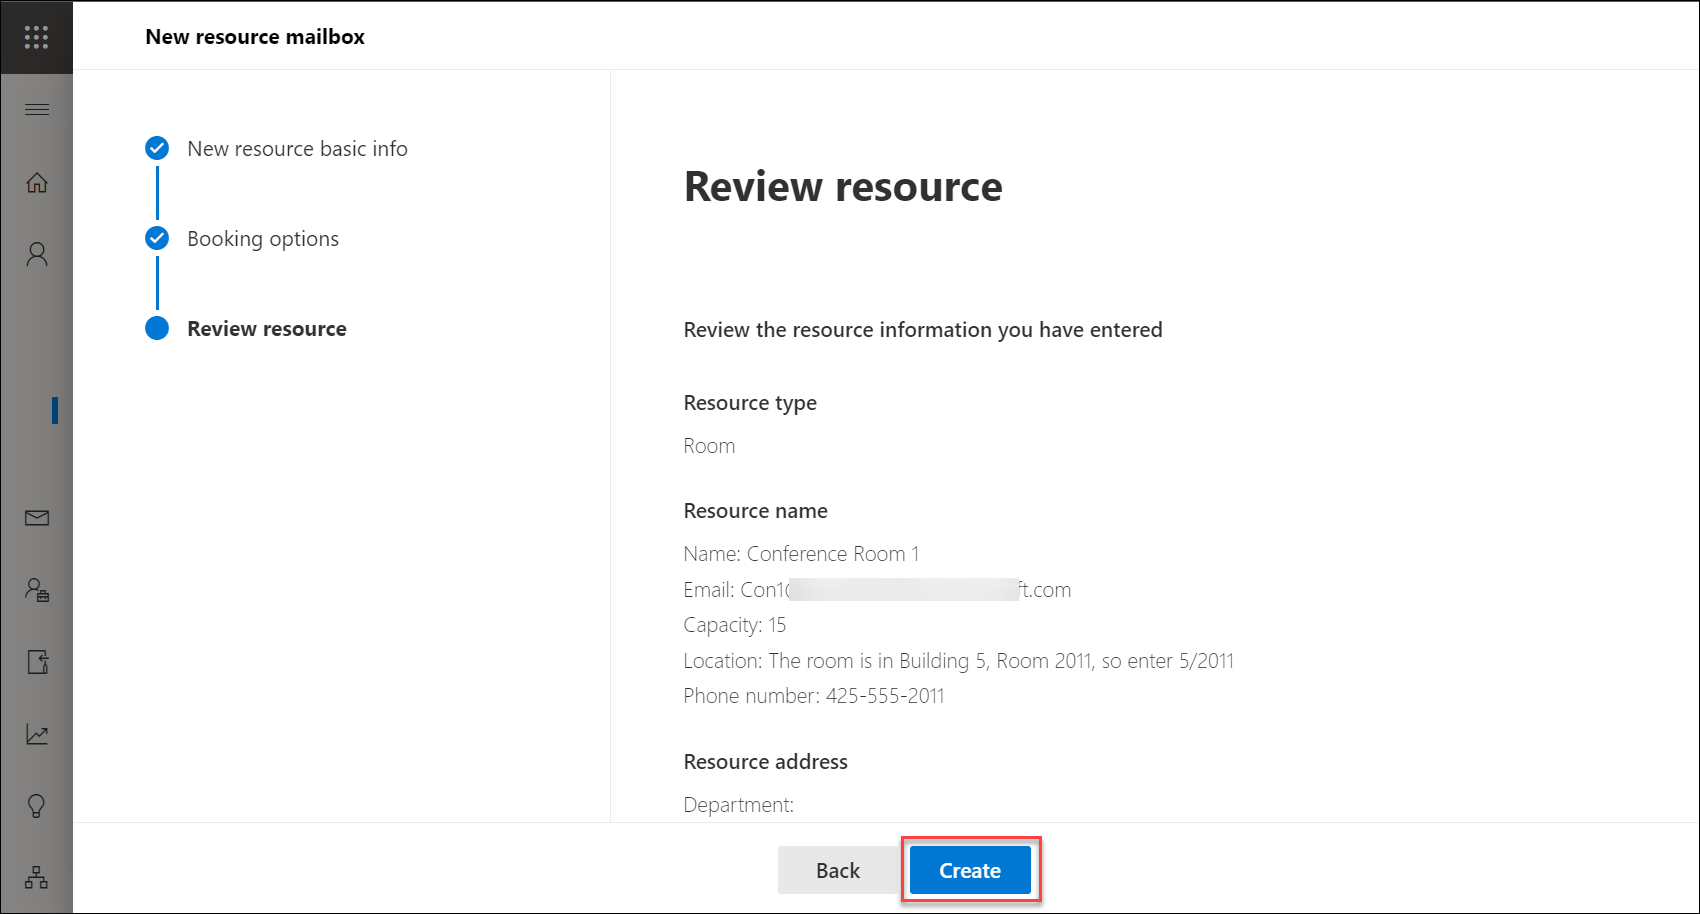 New resource mailbox
New resource basic info
Booking options
Review resource
Review resource
Review the resource information you have entered
Resource type
Room
Resource name
Name: Conference Room 1
Email: Con1 ft.com
Capacity: 15
Location: The room is in Building 5, Room 2011, so enter 5/2011
Phone number: 425-555-2011
Resource address
Department:
Back
Create